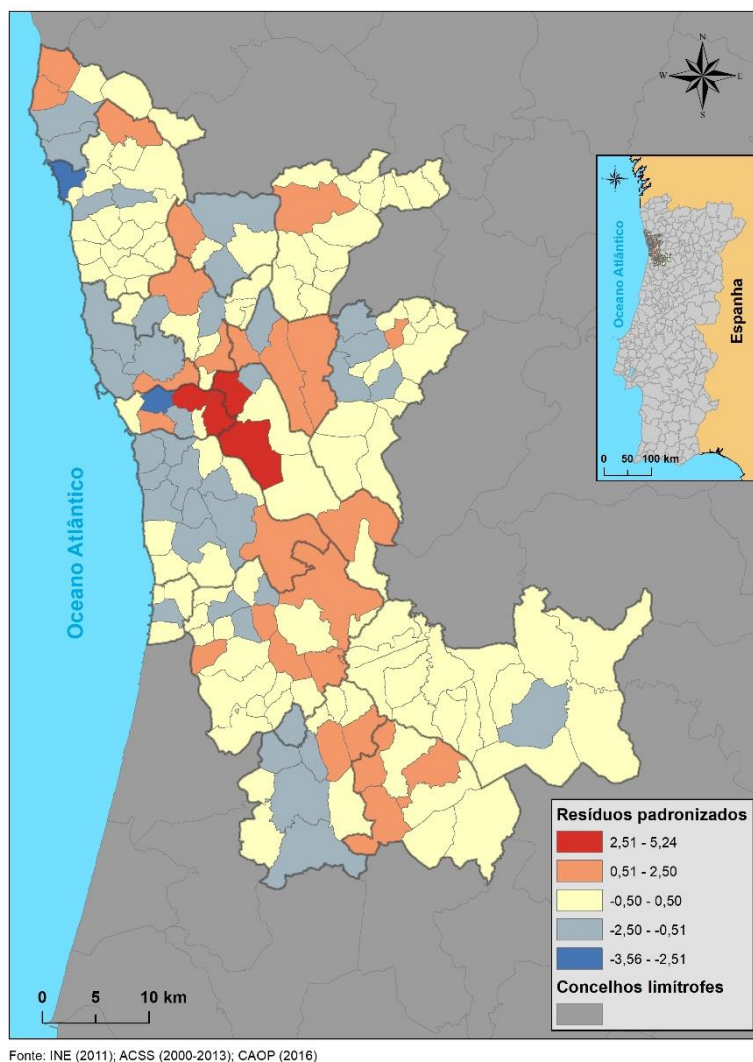 N
W
E
S
Oceano Atlântico
Espanha
0 50 100 km
Oceano Atlântico
Resíduos padronizados
2,51 - 5,24
0,51 - 2,50
-0,50 - 0,50
-2,50 - -0,51
-3,56 - -2,51
Concelhos limítrofes
0 5 10 km
Fonte: INE (2011); ACSS (2000-2013); CAOP (2016)